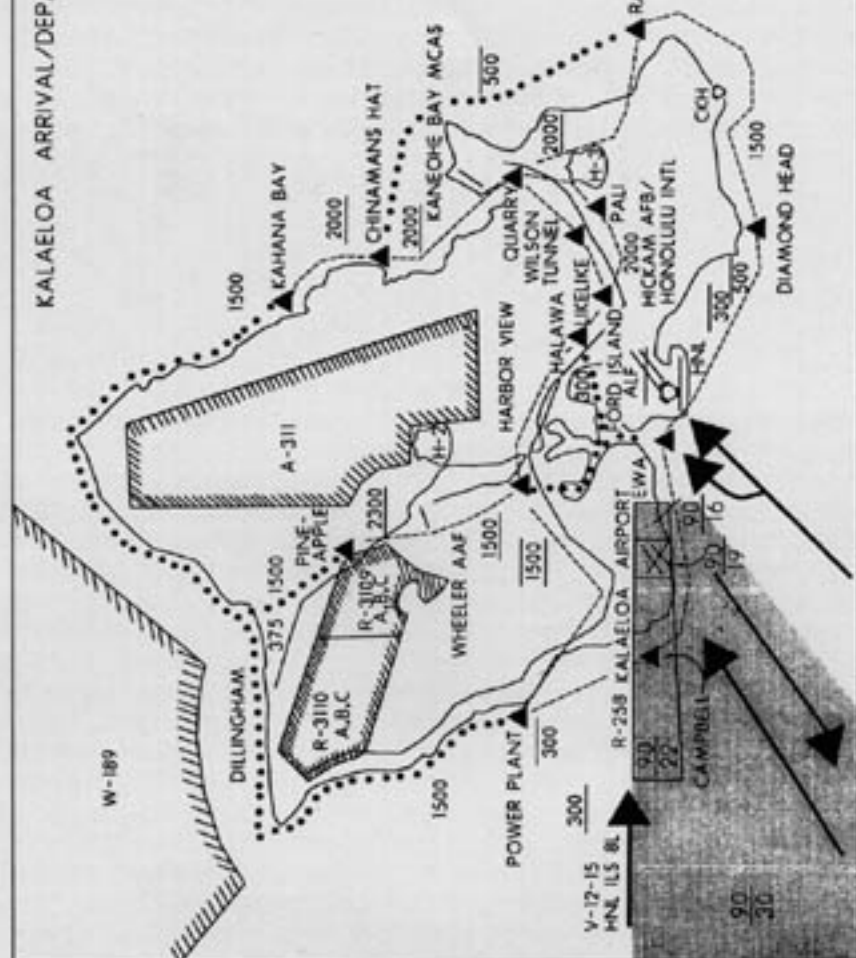 KALAELOA ARRIVAL/DEP
W-189
DILLINGHAM
375
1500
PINE-
APPLE
2300
R-3110
A,B,C
R-3109
A,B,C
WHEELER AAF
A-311
H-2
1500
KAHANA BAY
2000
CHINAMANS HAT
2000
KANEOHE BAY MCAS
500
QUARRY
WILSON
TUNNEL
2000
H-3
PALI
LIKELIKE
HALAWA
HARBOR VIEW
2000
HICKAM AFB/
HONOLULU INTL
FORD ISLAND
ALF
HNL
300
500
DIAMOND HEAD
1500
CKH
1500
1500
1500
POWER PLANT
300
300
V-12-15
HNL ILS BL
R-258 KALAELOA AIRPORT
EWA
CAMPBELL
90
22
90
19
90
16
90
30